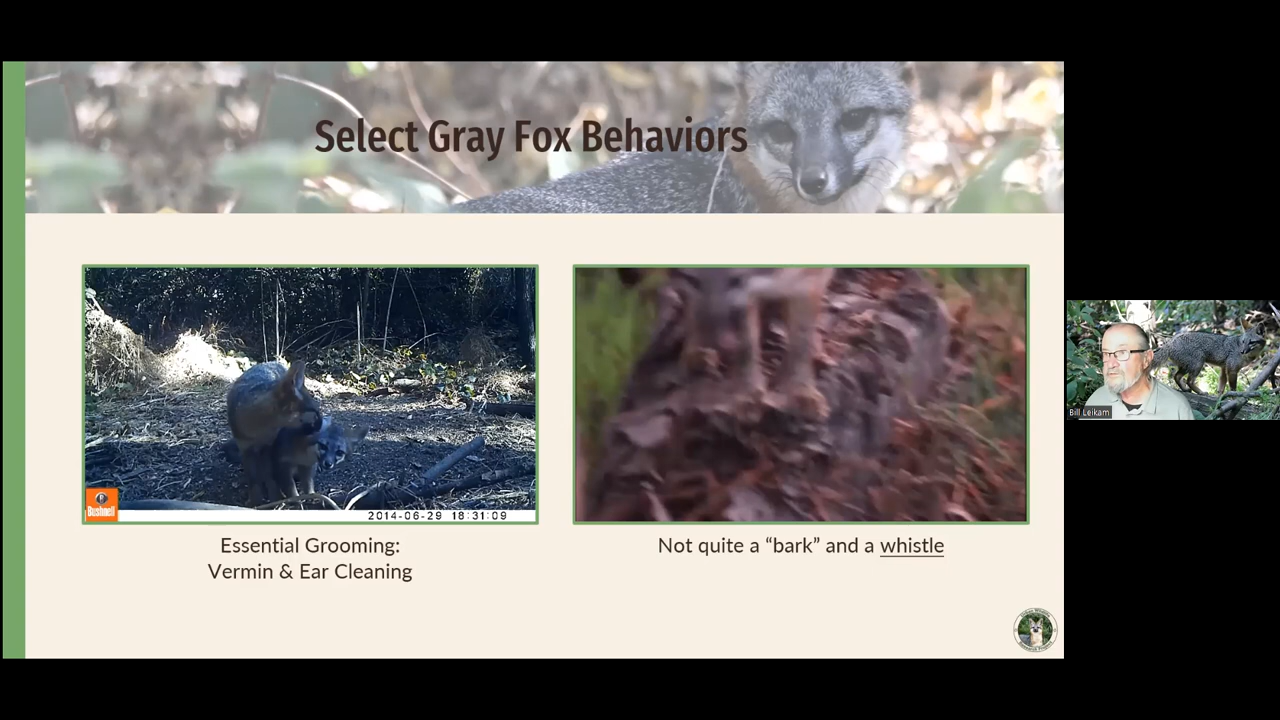 Select Gray Fox Behaviors
Bushnell
2014-06-29 18:31:09
Essential Grooming:
Vermin & Ear Cleaning
Not quite a “bark” and a whistle
Bill Leikam